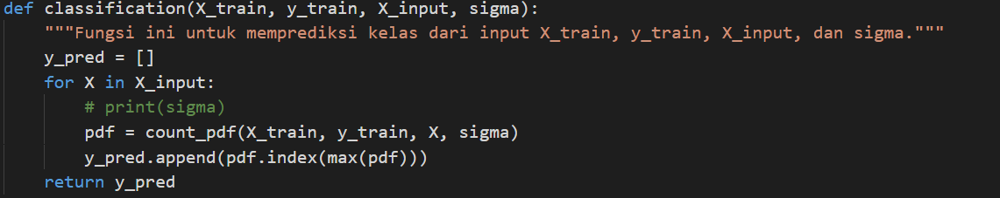 def classification(X_train, y_train, X_input, sigma):
    """Fungsi ini untuk memprediksi kelas dari input X_train, y_train, X_input, dan sigma."""
    y_pred = []
    for X in X_input:
        # print(sigma)
        pdf = count_pdf(X_train, y_train, X, sigma)
        y_pred.append(pdf.index(max(pdf)))
    return y_pred